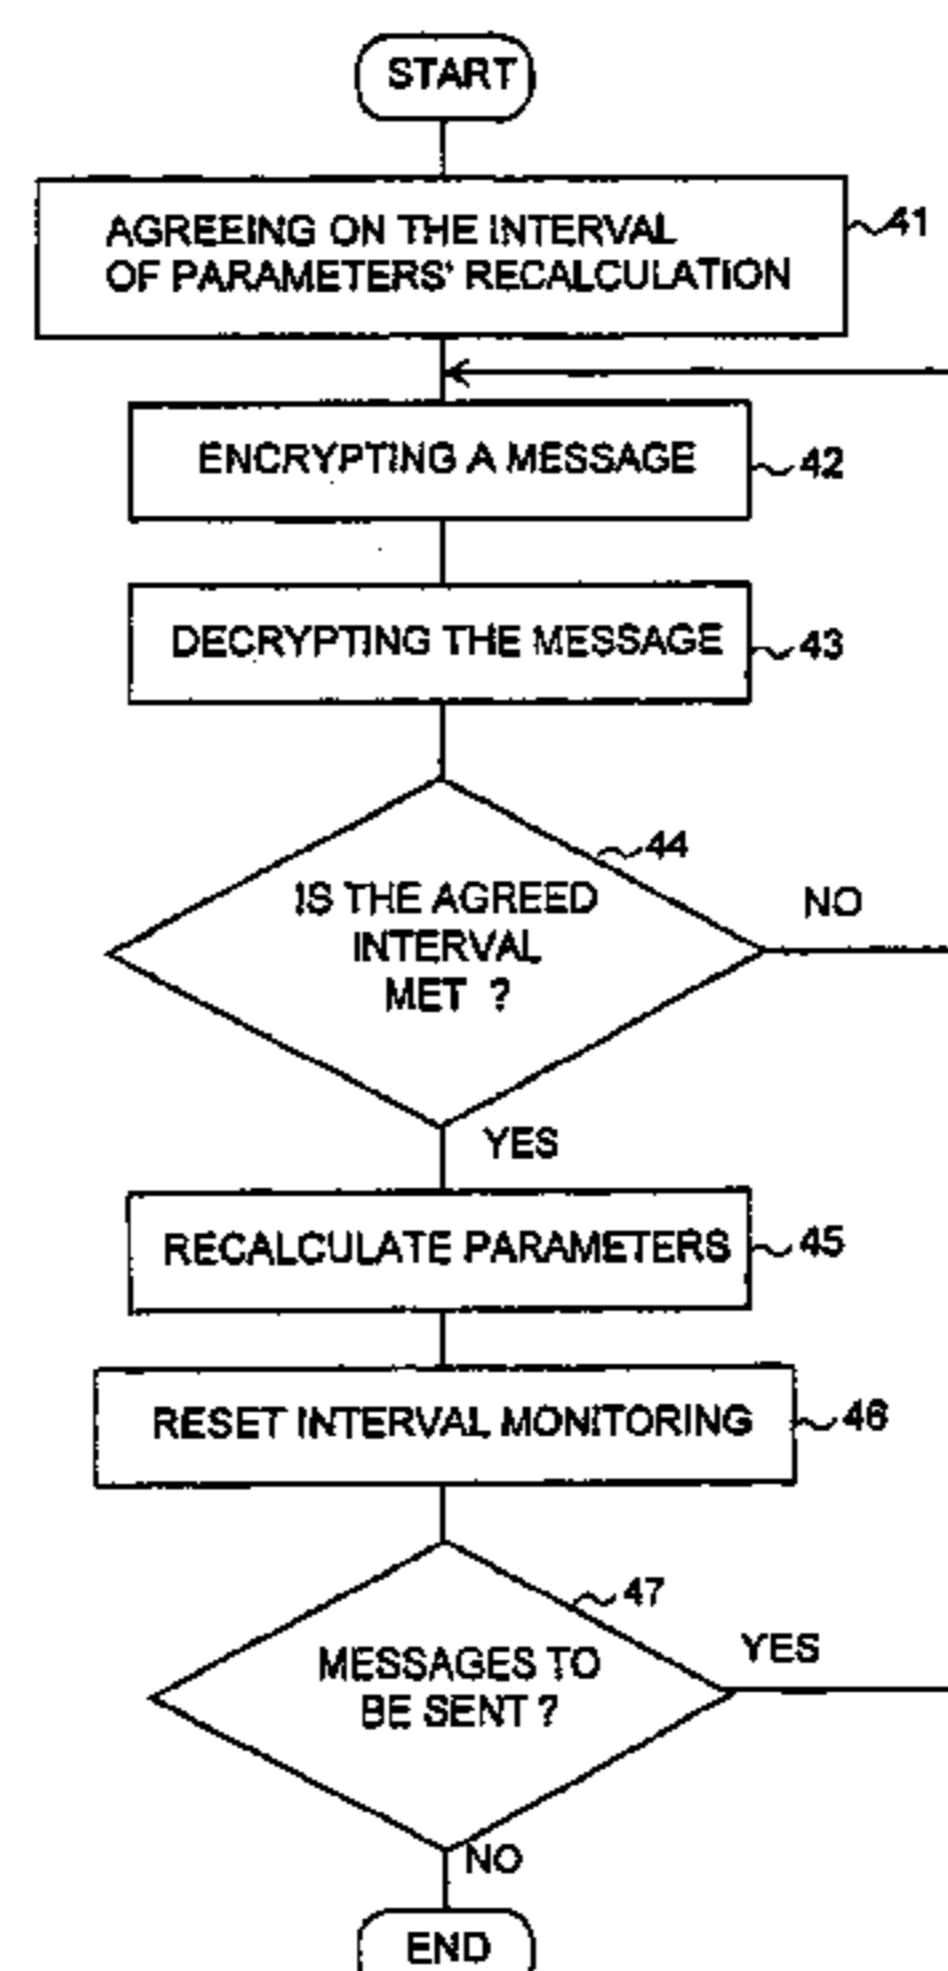 START
AGREEING ON THE INTERVAL
OF PARAMETERS' RECALCULATION
41
ENCRYPTING A MESSAGE
42
DECRYPTING THE MESSAGE
43
44
IS THE AGREED
INTERVAL
MET ?
NO
YES
RECALCULATE PARAMETERS
45
RESET INTERVAL MONITORING
46
47
MESSAGES TO
BE SENT ?
YES
NO
END